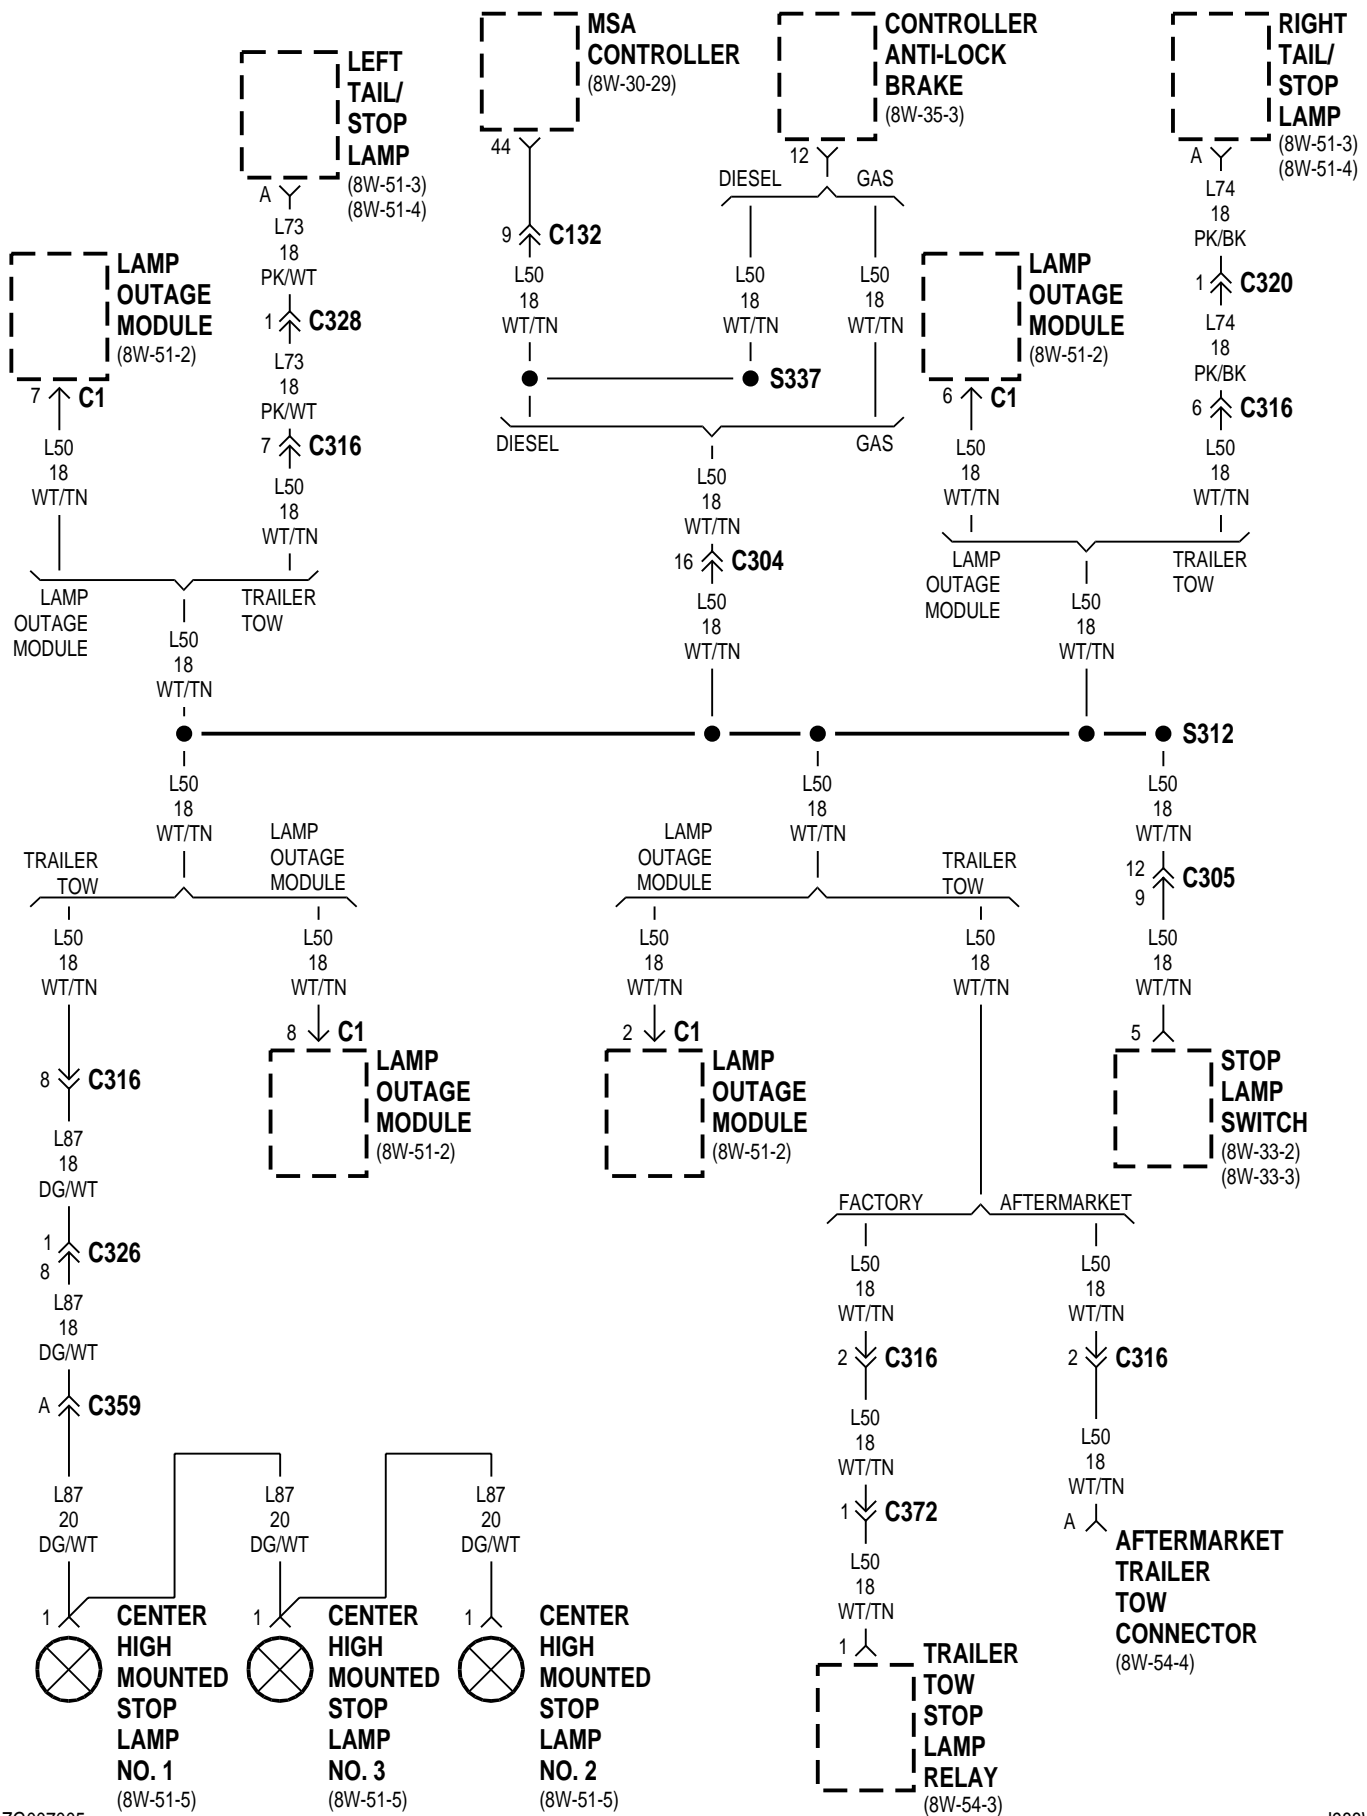 MSA
CONTROLLER
(8W-30-29)
44
9
C132
L50
18
WT/TN
CONTROLLER
ANTI-LOCK
BRAKE
(8W-35-3)
12
DIESEL
GAS
L50
18
WT/TN
L50
18
WT/TN
S337
DIESEL
GAS
L50
18
WT/TN
16
C304
L50
18
WT/TN
LEFT
TAIL/
STOP
LAMP
(8W-51-3)
(8W-51-4)
A
L73
18
PK/WT
1
C328
L73
18
PK/WT
7
C316
L50
18
WT/TN
LAMP
OUTAGE
MODULE
(8W-51-2)
7
C1
L50
18
WT/TN
LAMP
OUTAGE
MODULE
TRAILER
TOW
L50
18
WT/TN
RIGHT
TAIL/
STOP
LAMP
(8W-51-3)
(8W-51-4)
A
L74
18
PK/BK
1
C320
L74
18
PK/BK
6
C316
L50
18
WT/TN
LAMP
OUTAGE
MODULE
(8W-51-2)
6
C1
L50
18
WT/TN
LAMP
OUTAGE
MODULE
TRAILER
TOW
L50
18
WT/TN
S312
L50
18
WT/TN
TRAILER
TOW
LAMP
OUTAGE
MODULE
L50
18
WT/TN
8
C316
L87
18
DG/WT
1
C326
8
L87
18
DG/WT
A
C359
L87
20
DG/WT
L87
20
DG/WT
L87
20
DG/WT
1
CENTER
HIGH
MOUNTED
STOP
LAMP
NO. 1
(8W-51-5)
1
CENTER
HIGH
MOUNTED
STOP
LAMP
NO. 3
(8W-51-5)
1
CENTER
HIGH
MOUNTED
STOP
LAMP
NO. 2
(8W-51-5)
L50
18
WT/TN
8
C1
LAMP
OUTAGE
MODULE
(8W-51-2)
L50
18
WT/TN
LAMP
OUTAGE
MODULE
TRAILER
TOW
L50
18
WT/TN
2
C1
LAMP
OUTAGE
MODULE
(8W-51-2)
L50
18
WT/TN
FACTORY
AFTERMARKET
L50
18
WT/TN
2
C316
L50
18
WT/TN
1
C372
L50
18
WT/TN
1
TRAILER
TOW
STOP
LAMP
RELAY
(8W-54-3)
L50
18
WT/TN
2
C316
L50
18
WT/TN
A
AFTERMARKET
TRAILER
TOW
CONNECTOR
(8W-54-4)
L50
18
WT/TN
12
C305
9
L50
18
WT/TN
5
STOP
LAMP
SWITCH
(8W-33-2)
(8W-33-3)